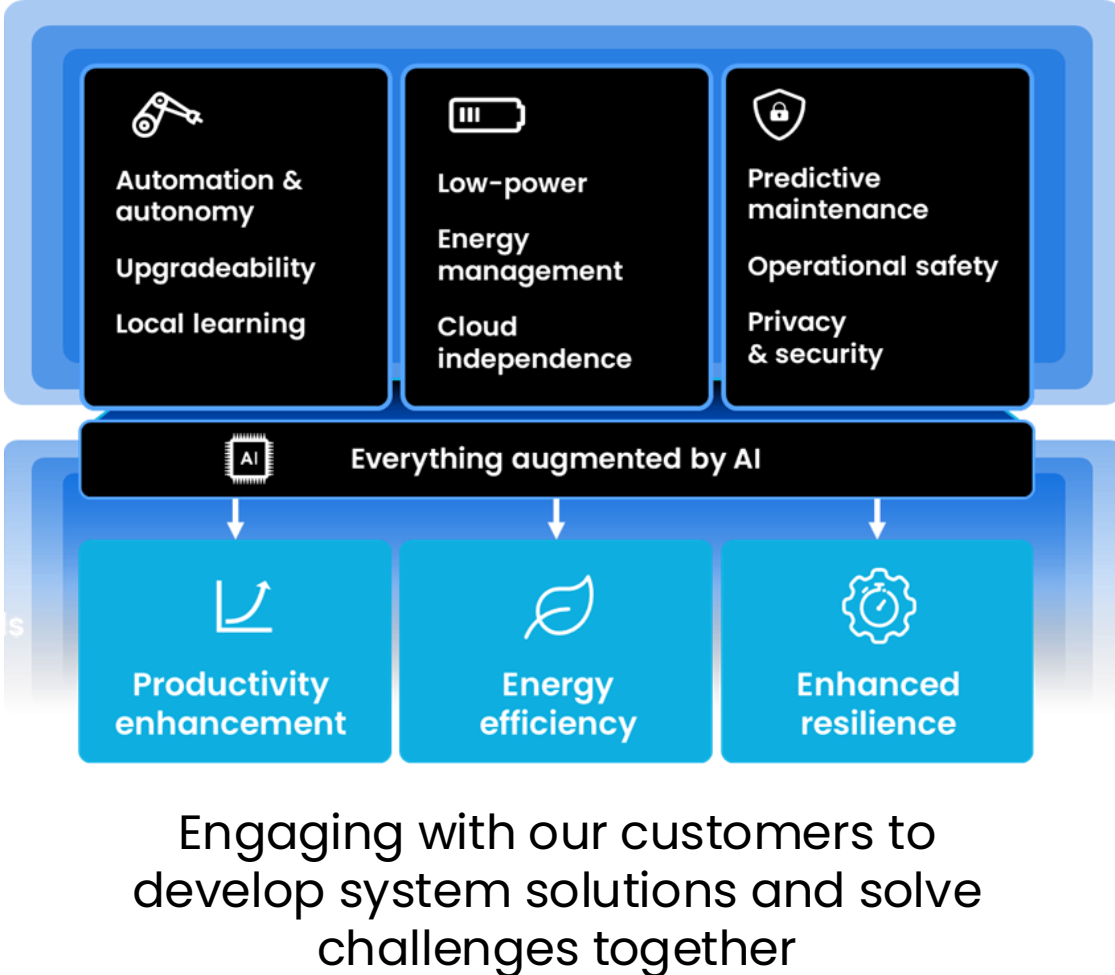 Automation &
autonomy
Upgradeability
Local learning
Low-power
Energy
management
Cloud
independence
Predictive
maintenance
Operational safety
Privacy
& security
AI
Everything augmented by AI
Productivity
enhancement
Energy
efficiency
Enhanced
resilience
Engaging with our customers to
develop system solutions and solve
challenges together